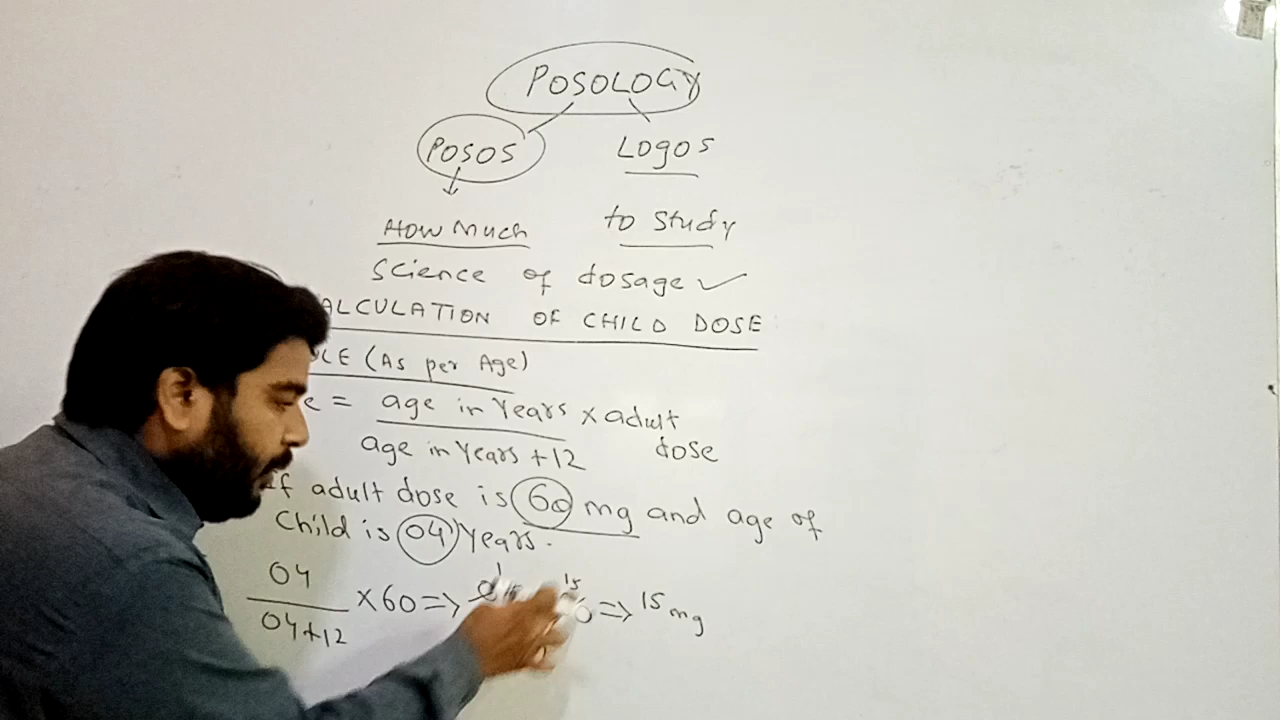 POSOLOGY
POSOS Logos
How Much to Study
Science of dosage ✓
ALCULATION OF CHILD DOSE
LE (As per Age)
e = age in Years × adult dose
age in Years + 12
If adult dose is 60 mg and age of
Child is 04 Years.
04 / 04+12 × 60 => 15 => 15 mg